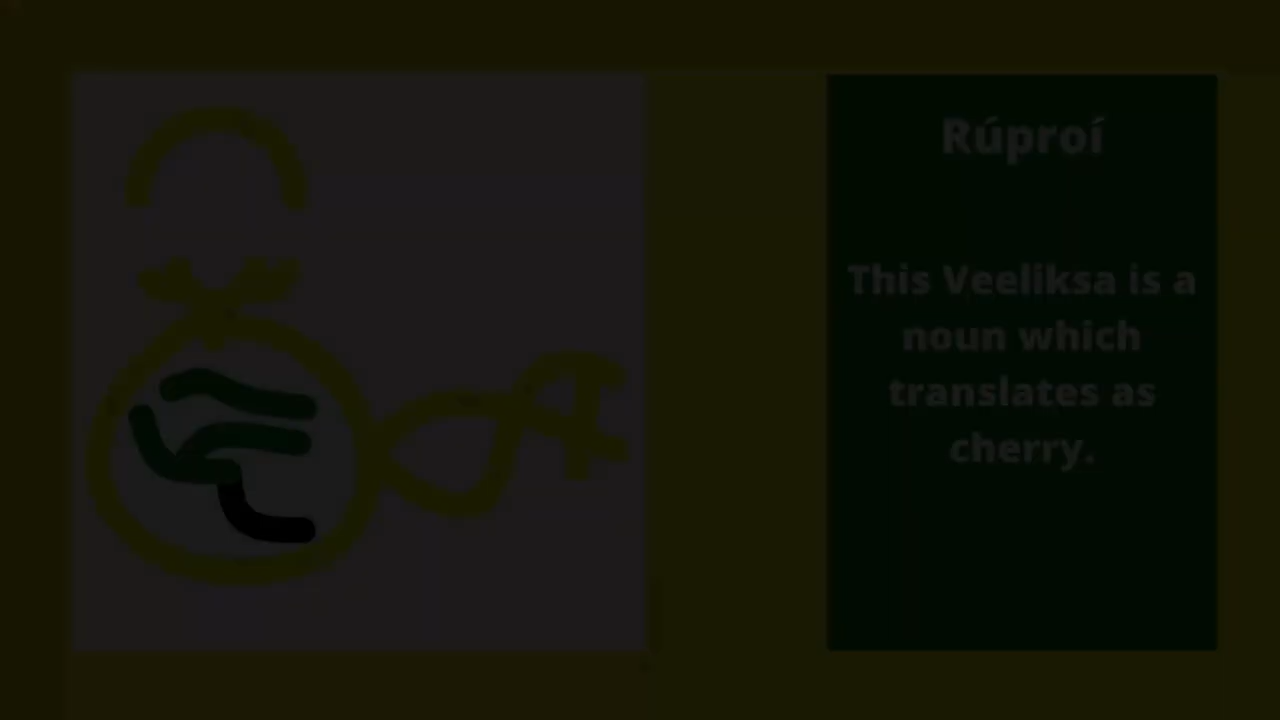 Rúproí
This Veeliksa is a
noun which
translates as
cherry.